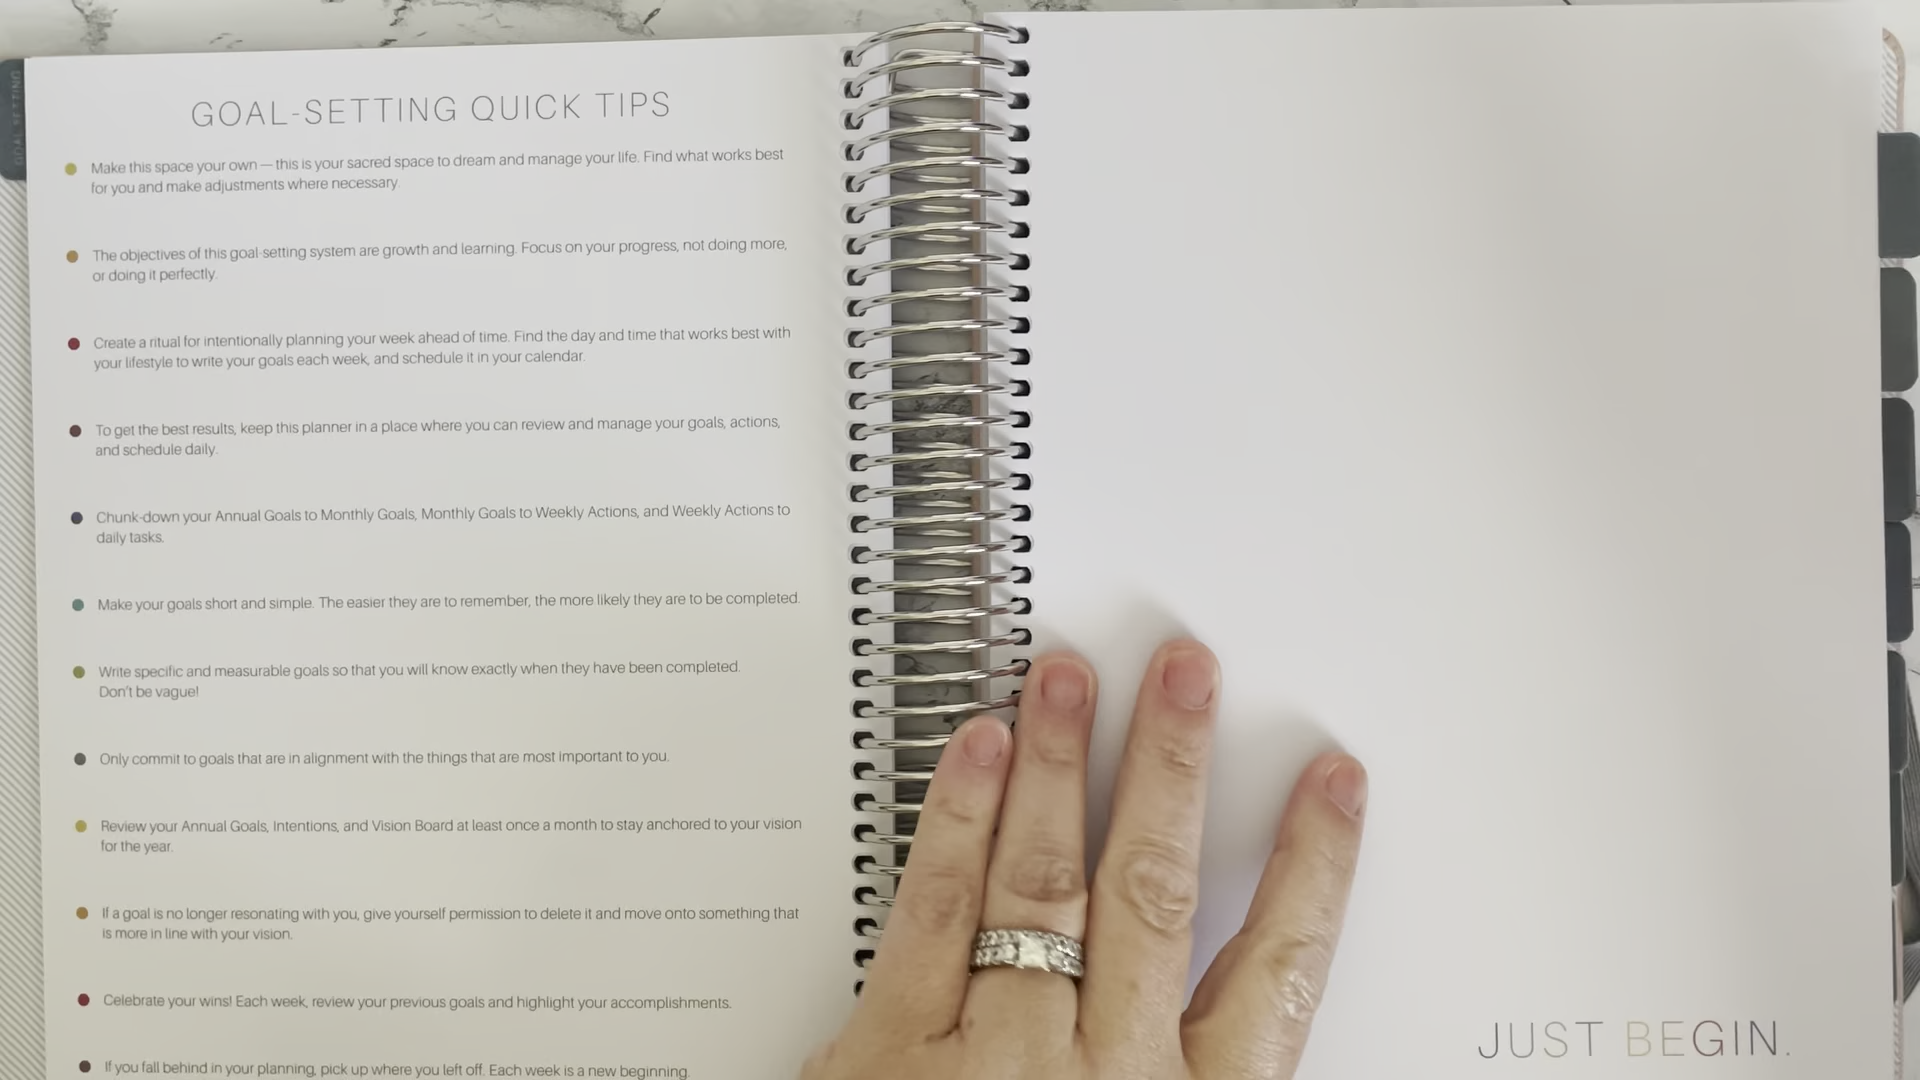 GOAL-SETTING
GOAL-SETTING QUICK TIPS
Make this space your own — this is your sacred space to dream and manage your life. Find what works best
for you and make adjustments where necessary.
The objectives of this goal-setting system are growth and learning. Focus on your progress, not doing more,
or doing it perfectly.
Create a ritual for intentionally planning your week ahead of time. Find the day and time that works best with
your lifestyle to write your goals each week, and schedule it in your calendar.
To get the best results, keep this planner in a place where you can review and manage your goals, actions,
and schedule daily.
Chunk-down your Annual Goals to Monthly Goals, Monthly Goals to Weekly Actions, and Weekly Actions to
daily tasks.
Make your goals short and simple. The easier they are to remember, the more likely they are to be completed.
Write specific and measurable goals so that you will know exactly when they have been completed.
Don't be vague!
Only commit to goals that are in alignment with the things that are most important to you.
Review your Annual Goals, Intentions, and Vision Board at least once a month to stay anchored to your vision
for the year.
If a goal is no longer resonating with you, give yourself permission to delete it and move onto something that
is more in line with your vision.
Celebrate your wins! Each week, review your previous goals and highlight your accomplishments.
If you fall behind in your planning, pick up where you left off. Each week is a new beginning.
JUST BEGIN.